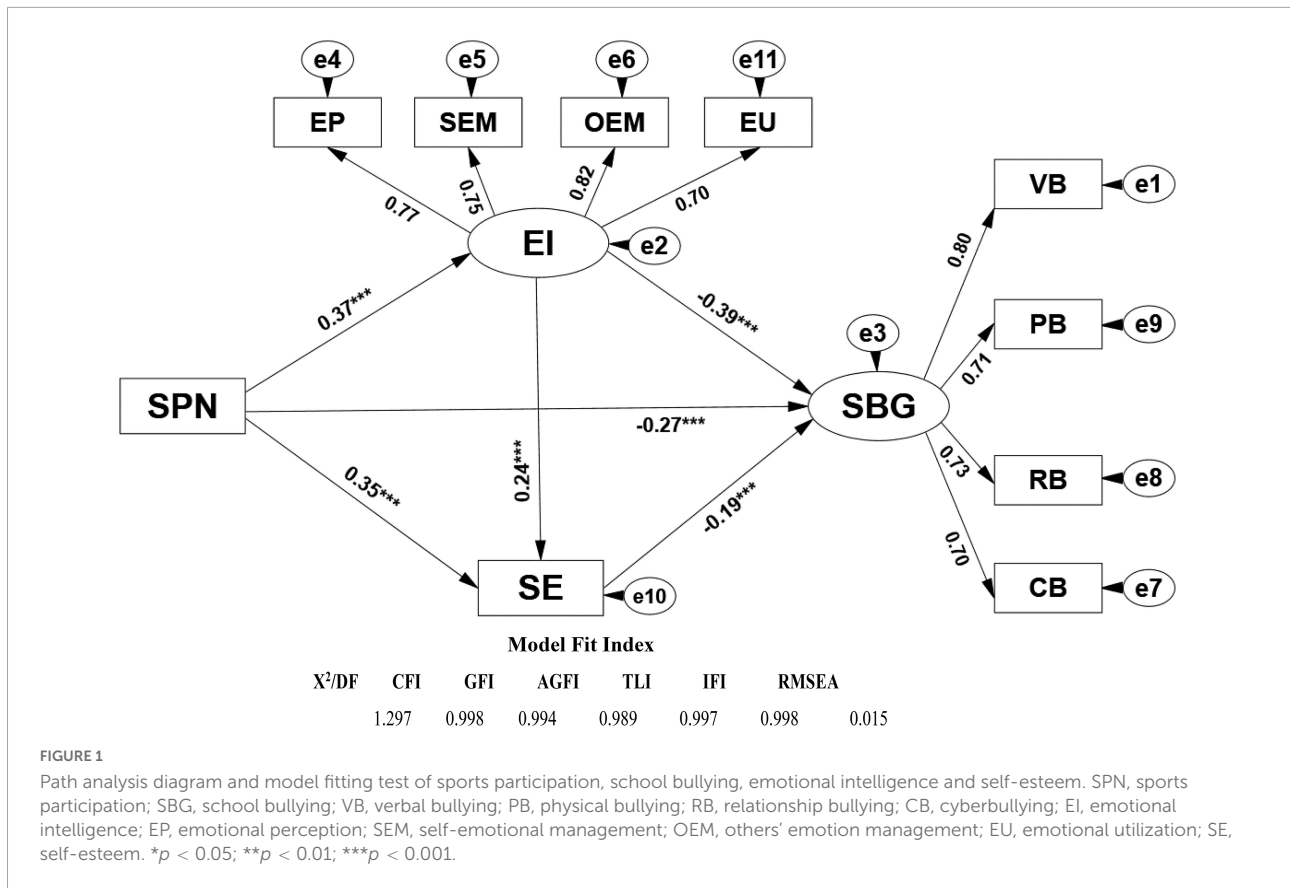 e4 e5 e6 e11
EP SEM OEM EU
0.77 0.75 0.82 0.70
VB e1
EI e2
0.80
0.37*** -0.39***
e3
PB e9
0.71
SPN SBG
-0.27***
0.24***
0.35*** -0.19***
0.73
RB e8
0.70
SE e10
CB e7
Model Fit Index
X²/DF CFI GFI AGFI TLI IFI RMSEA
1.297 0.998 0.994 0.989 0.997 0.998 0.015
FIGURE 1
Path analysis diagram and model fitting test of sports participation, school bullying, emotional intelligence and self-esteem. SPN, sports
participation; SBG, school bullying; VB, verbal bullying; PB, physical bullying; RB, relationship bullying; CB, cyberbullying; EI, emotional
intelligence; EP, emotional perception; SEM, self-emotional management; OEM, others' emotion management; EU, emotional utilization; SE,
self-esteem. *p < 0.05; **p < 0.01; ***p < 0.001.